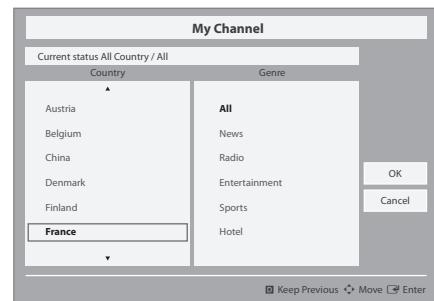 My Channel
Current status All Country / All
Country Genre
Austria All
Belgium News
China Radio
Denmark Entertainment
Finland Sports
France Hotel
OK
Cancel
Keep Previous Move Enter